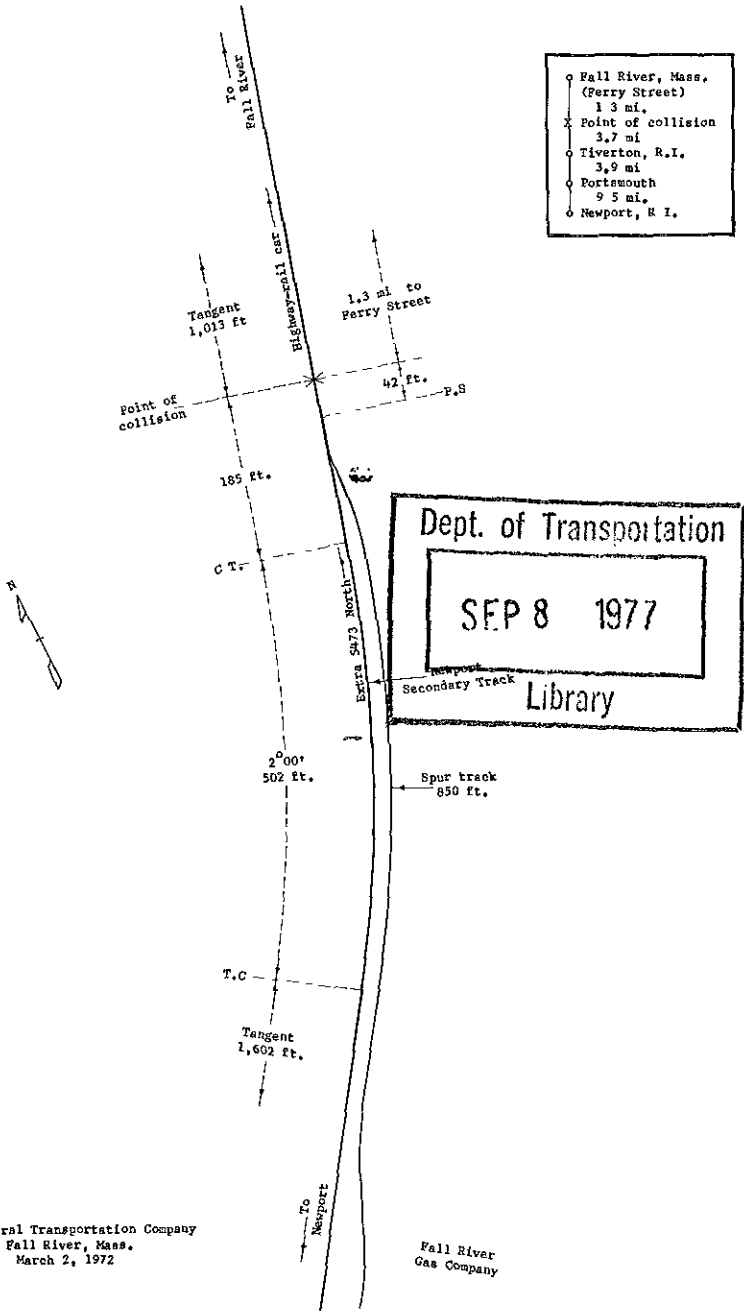 To
Fall River
Fall River, Mass.
(Ferry Street)
1 3 mi.
Point of collision
3.7 mi
Tiverton, R.I.
3.9 mi
Portsmouth
9 5 mi.
Newport, R I.
Highway-rail car
Tangent
1,013 ft
1.3 mi to
Ferry Street
Point of
collision
42 ft.
P.S
185 ft.
C T.
N
Dept. of Transportation
SEP 8 1977
Library
Extra 5473 North
Newport
Secondary Track
2°00'
502 ft.
Spur track
850 ft.
T.C
Tangent
1,602 ft.
To
Newport
ral Transportation Company
Fall River, Mass.
March 2, 1972
Fall River
Gas Company